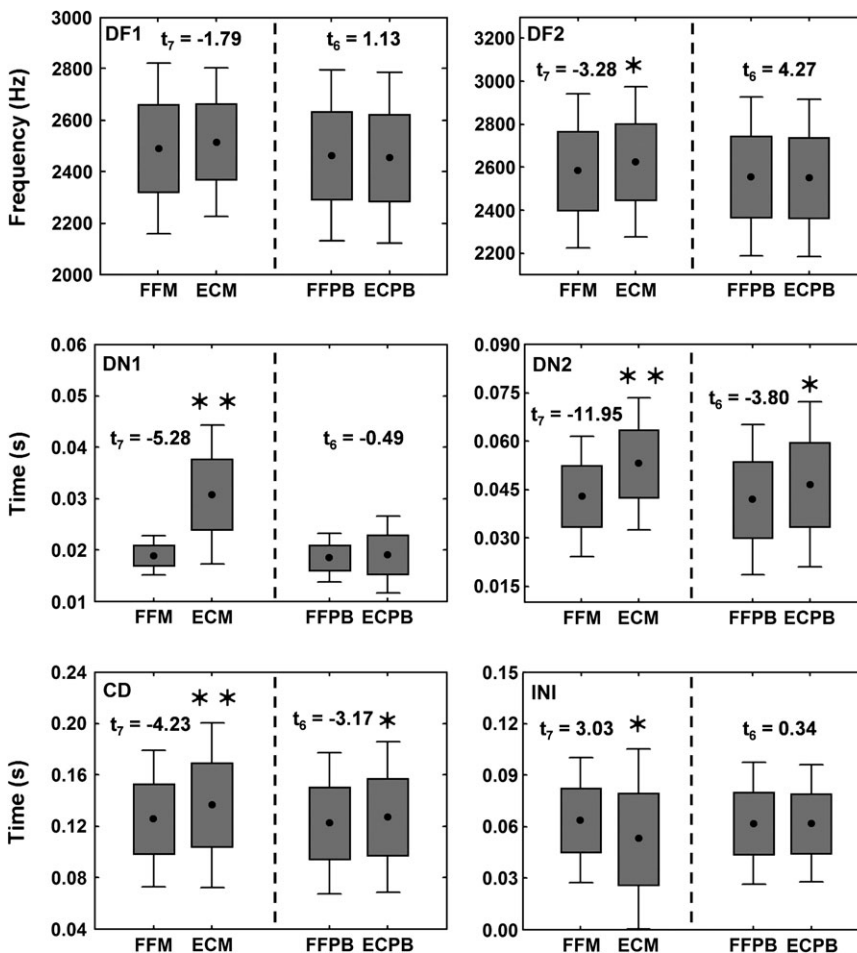 DF1
t7 = -1.79
t6 = 1.13
Frequency (Hz)
3000
2800
2600
2400
2200
2000
FFM ECM FFPB ECPB
DF2
t7 = -3.28 *
t6 = 4.27
3200
3000
2800
2600
2400
2200
FFM ECM FFPB ECPB
DN1
* *
t7 = -5.28
t6 = -0.49
Time (s)
0.06
0.05
0.04
0.03
0.02
0.01
FFM ECM FFPB ECPB
DN2
* *
t7 = -11.95
*
t6 = -3.80
0.090
0.075
0.060
0.045
0.030
0.015
FFM ECM FFPB ECPB
CD
* *
t7 = -4.23
t6 = -3.17 *
Time (s)
0.24
0.20
0.16
0.12
0.08
0.04
FFM ECM FFPB ECPB
INI
t7 = 3.03 *
t6 = 0.34
0.15
0.12
0.09
0.06
0.03
0.00
FFM ECM FFPB ECPB